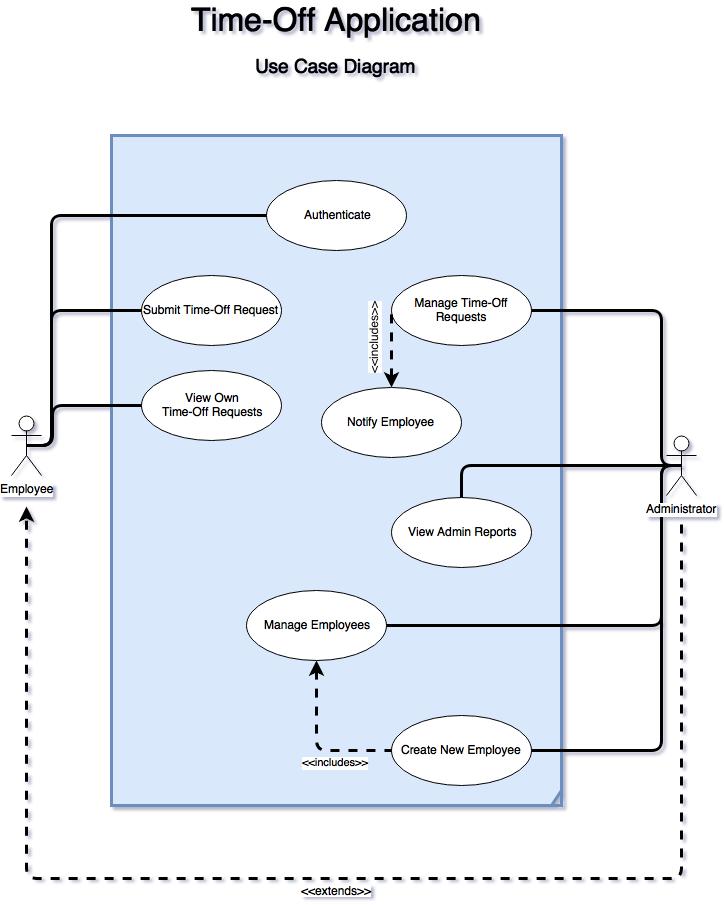 Time-Off Application
Use Case Diagram
Authenticate
Submit Time-Off Request
Manage Time-Off
Requests
<<includes>>
View Own
Time-Off Requests
Notify Employee
Employee
Administrator
View Admin Reports
Manage Employees
Create New Employee
<<includes>>
<<extends>>